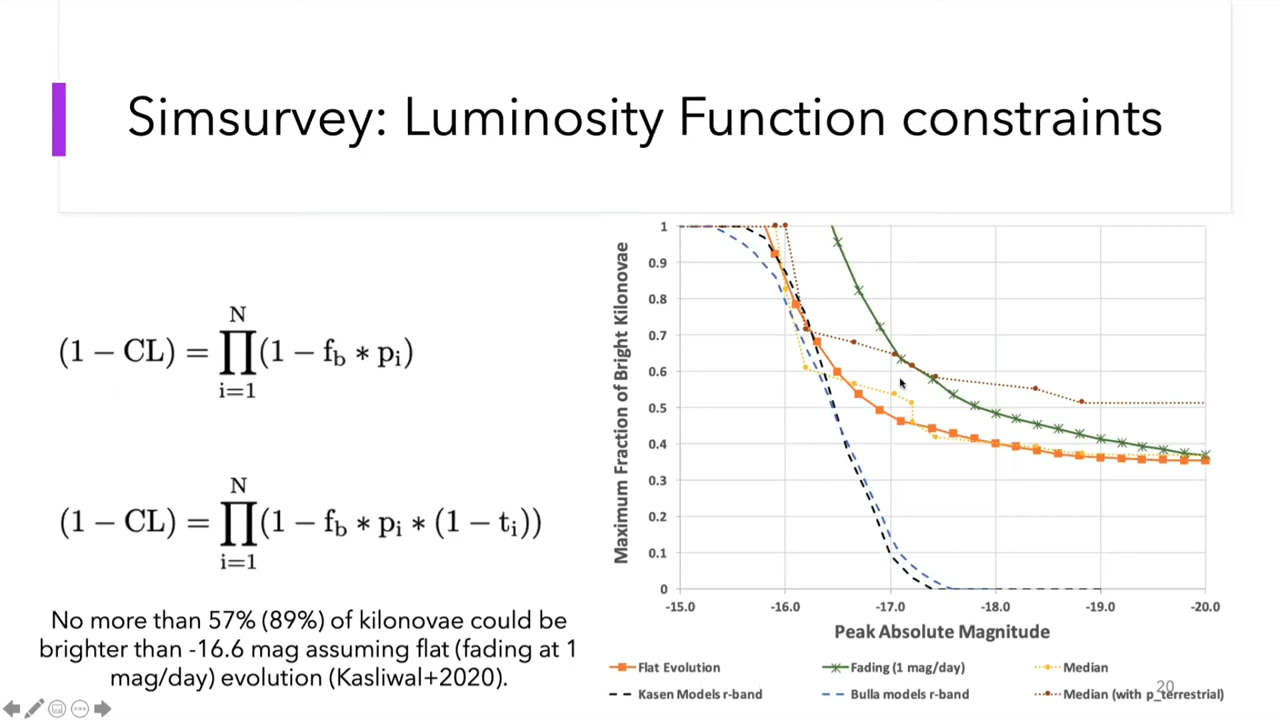 Simsurvey: Luminosity Function constraints
(1 − CL) = ∏_{i=1}^{N} (1 − f_b * p_i)
(1 − CL) = ∏_{i=1}^{N} (1 − f_b * p_i * (1 − t_i))
No more than 57% (89%) of kilonovae could be
brighter than -16.6 mag assuming flat (fading at 1
mag/day) evolution (Kasliwal+2020).
Maximum Fraction of Bright Kilonovae
1
0.9
0.8
0.7
0.6
0.5
0.4
0.3
0.2
0.1
0
-15.0 -16.0 -17.0 -18.0 -19.0 -20.0
Peak Absolute Magnitude
Flat Evolution Fading (1 mag/day) Median
Kasen Models r-band Bulla models r-band Median (with p_terrestrial)
20